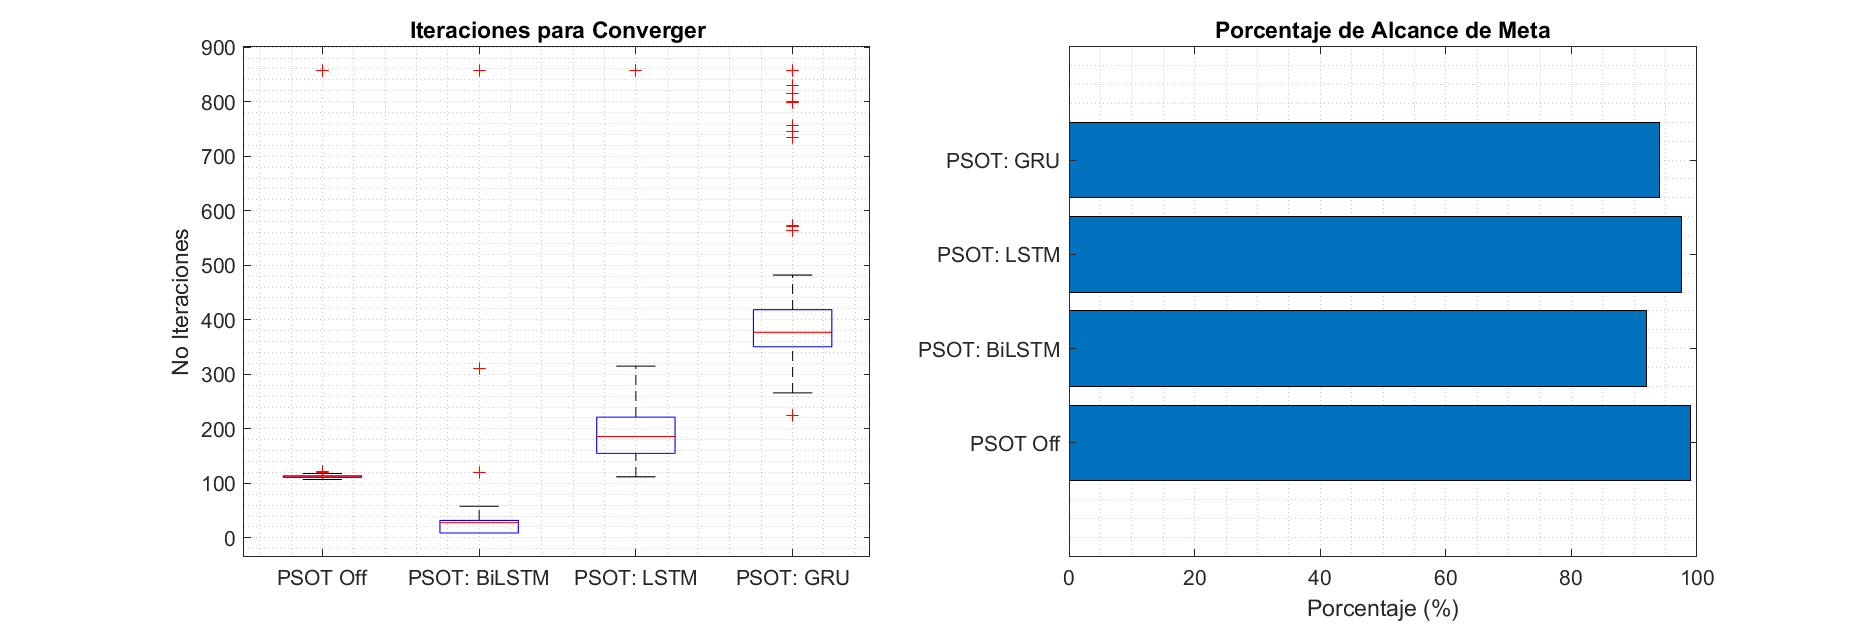 Iteraciones para Converger
No Iteraciones
900
800
700
600
500
400
300
200
100
0
PSOT Off
PSOT: BiLSTM
PSOT: LSTM
PSOT: GRU
Porcentaje de Alcance de Meta
PSOT: GRU
PSOT: LSTM
PSOT: BiLSTM
PSOT Off
0
20
40
60
80
100
Porcentaje (%)